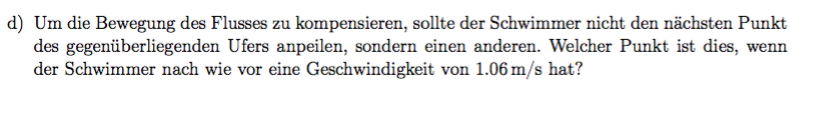 d) Um die Bewegung des Flusses zu kompensieren, sollte der Schwimmer nicht den nächsten Punkt
des gegenüberliegenden Ufers anpeilen, sondern einen anderen. Welcher Punkt ist dies, wenn
der Schwimmer nach wie vor eine Geschwindigkeit von 1.06 m/s hat?